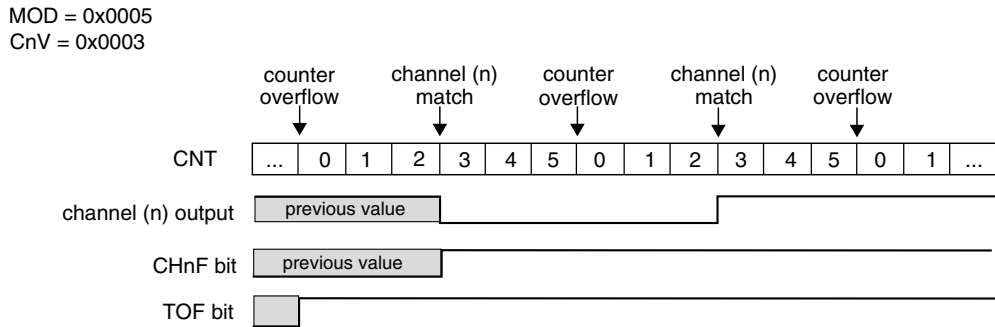 MOD = 0x0005
CnV = 0x0003
counter overflow
channel (n) match
counter overflow
channel (n) match
counter overflow
CNT ... 0 1 2 3 4 5 0 1 2 3 4 5 0 1 ...
channel (n) output previous value
CHnF bit previous value
TOF bit